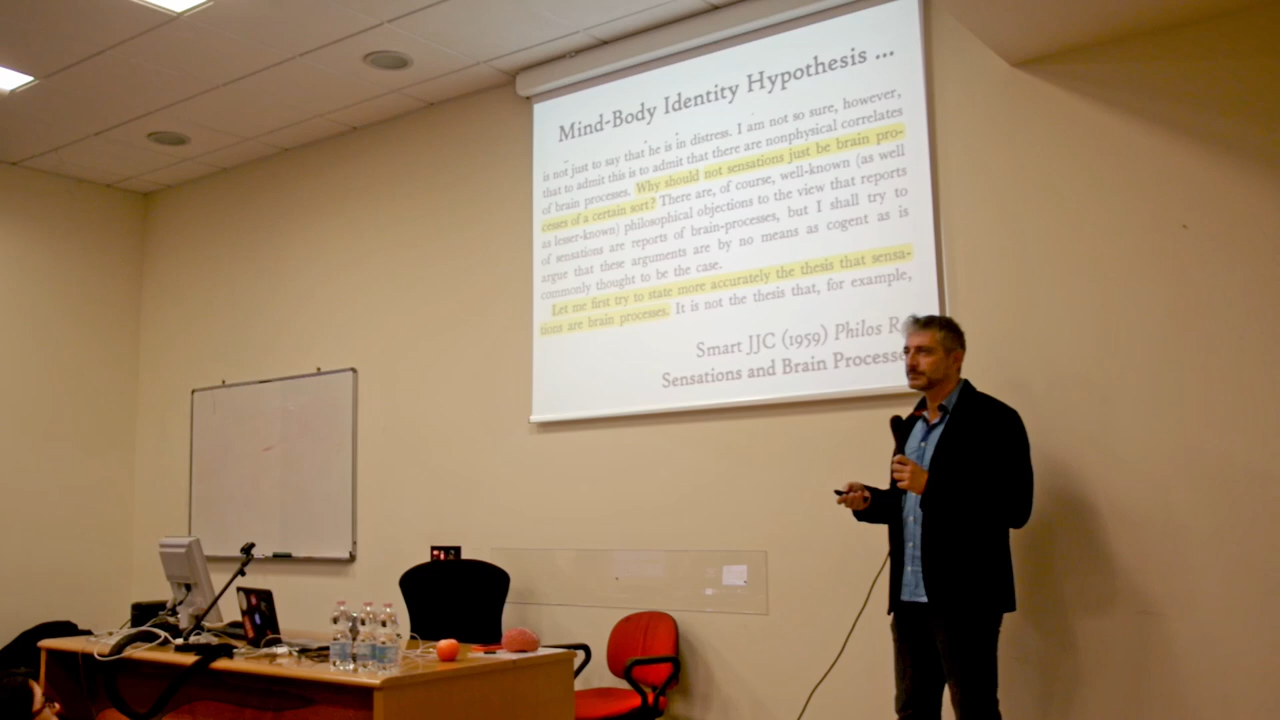 Mind-Body Identity Hypothesis ...
is not just to say that he is in distress. I am not so sure, however,
that to admit this is to admit that there are nonphysical correlates
of brain processes. Why should not sensations just be brain pro-
cesses of a certain sort? There are, of course, well-known (as well
as lesser-known) philosophical objections to the view that reports
of sensations are reports of brain-processes, but I shall try to
argue that these arguments are by no means as cogent as is
commonly thought to be the case.
Let me first try to state more accurately the thesis that sensa-
tions are brain processes. It is not the thesis that, for example,
Smart JJC (1959) Philos R
Sensations and Brain Processe